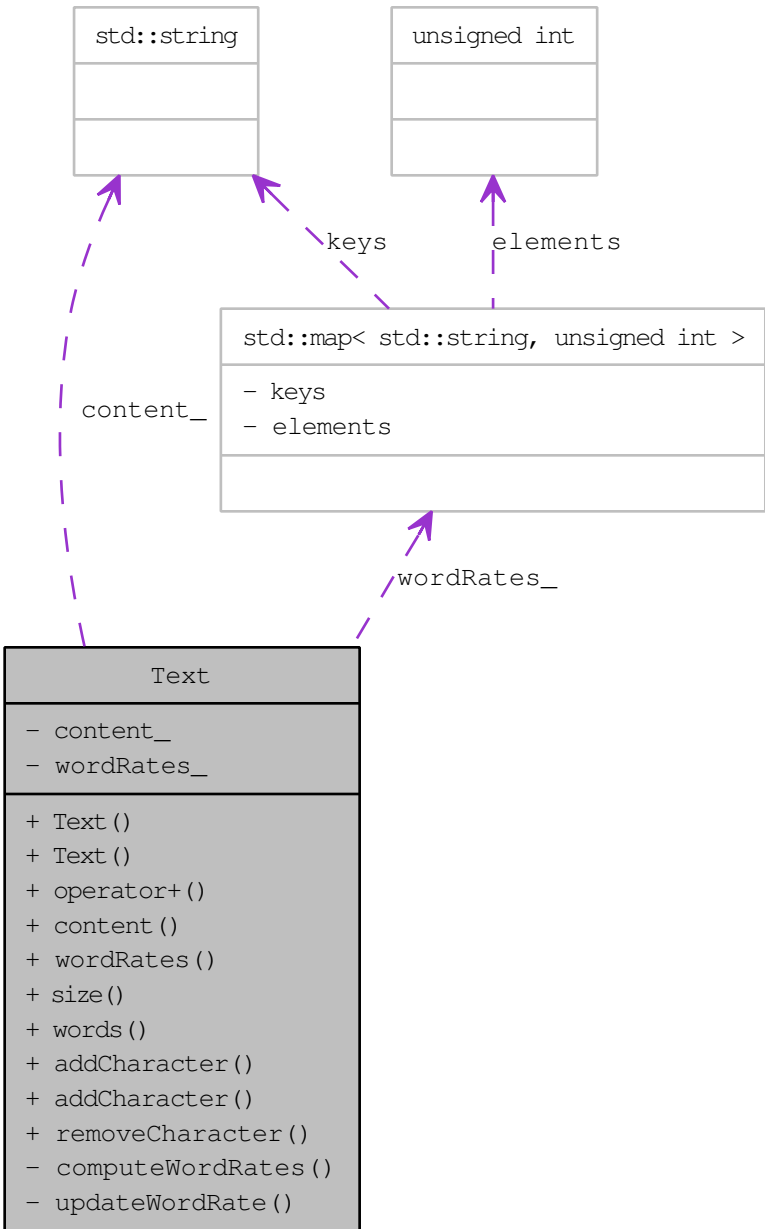 std::string
unsigned int
keys
elements
std::map< std::string, unsigned int >
- keys
- elements
content_
wordRates_
Text
- content_
- wordRates_
+ Text()
+ Text()
+ operator+()
+ content()
+ wordRates()
+ size()
+ words()
+ addCharacter()
+ addCharacter()
+ removeCharacter()
- computeWordRates()
- updateWordRate()